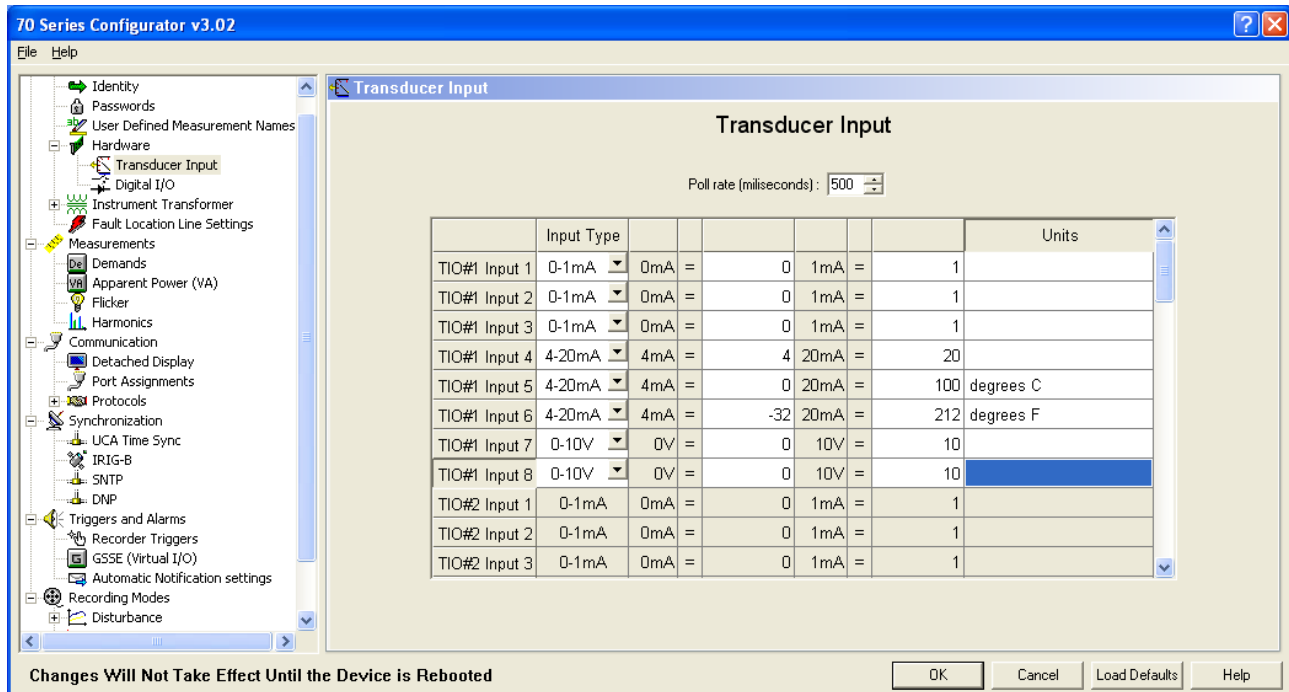 70 Series Configurator v3.02
File Help
Identity
Passwords
User Defined Measurement Names
Hardware
Transducer Input
Digital I/O
Instrument Transformer
Fault Location Line Settings
Measurements
De Demands
VA Apparent Power (VA)
Flicker
Harmonics
Communication
Detached Display
Port Assignments
Protocols
Synchronization
UCA Time Sync
IRIG-B
SNTP
DNP
Triggers and Alarms
Recorder Triggers
G GSSE (Virtual I/O)
Automatic Notification settings
Recording Modes
Disturbance
Transducer Input
Transducer Input
Poll rate (miliseconds) : 500
Input Type Units
TIO#1 Input 1 0-1mA 0mA = 0 1mA = 1
TIO#1 Input 2 0-1mA 0mA = 0 1mA = 1
TIO#1 Input 3 0-1mA 0mA = 0 1mA = 1
TIO#1 Input 4 4-20mA 4mA = 4 20mA = 20
TIO#1 Input 5 4-20mA 4mA = 0 20mA = 100 degrees C
TIO#1 Input 6 4-20mA 4mA = -32 20mA = 212 degrees F
TIO#1 Input 7 0-10V 0V = 0 10V = 10
TIO#1 Input 8 0-10V 0V = 0 10V = 10
TIO#2 Input 1 0-1mA 0mA = 0 1mA = 1
TIO#2 Input 2 0-1mA 0mA = 0 1mA = 1
TIO#2 Input 3 0-1mA 0mA = 0 1mA = 1
Changes Will Not Take Effect Until the Device is Rebooted
OK Cancel Load Defaults Help